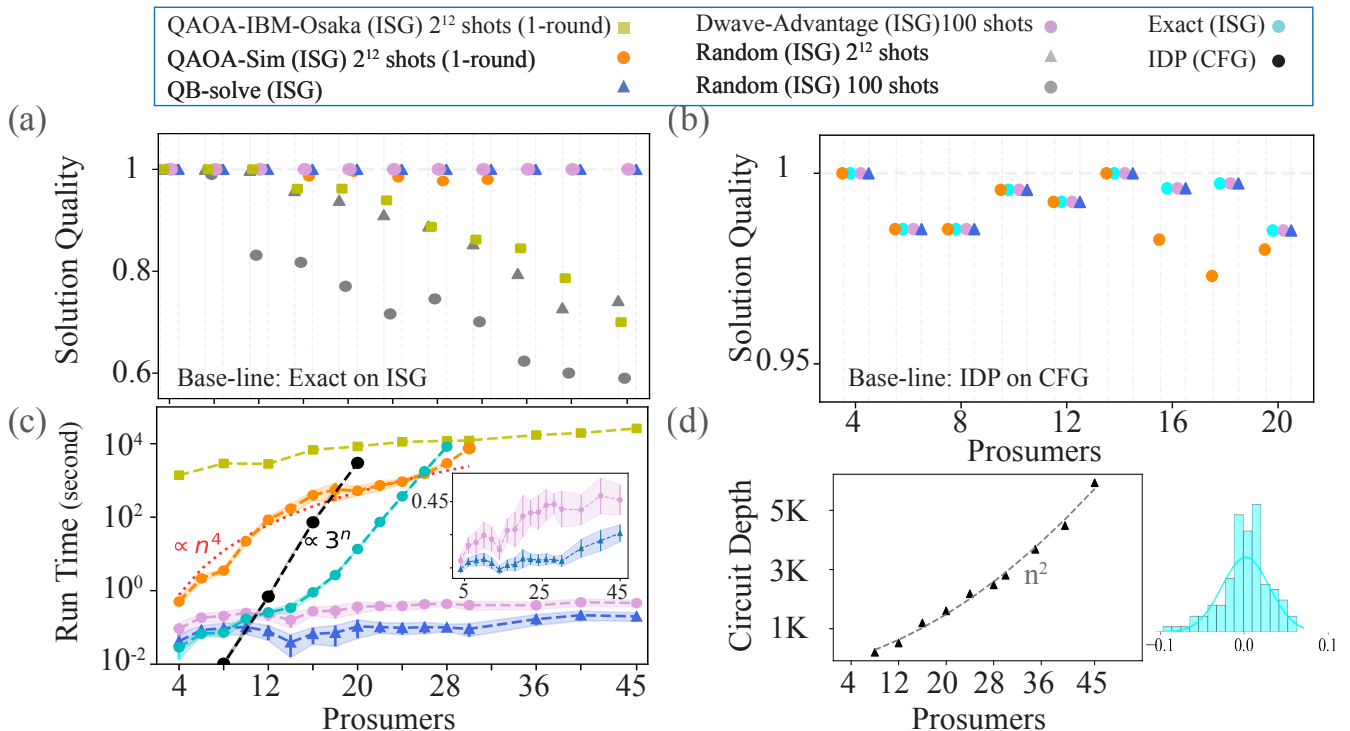 QAOA-IBM-Osaka (ISG) 2¹² shots (1-round)
QAOA-Sim (ISG) 2¹² shots (1-round)
QB-solve (ISG)
Dwave-Advantage (ISG)100 shots
Random (ISG) 2¹² shots
Random (ISG) 100 shots
Exact (ISG)
IDP (CFG)
(a)
Solution Quality
1
0.8
0.6
Base-line: Exact on ISG
(b)
Solution Quality
1
0.95
Base-line: IDP on CFG
4 8 12 16 20
Prosumers
(c)
Run Time (second)
10⁴
10²
10⁰
10⁻²
∝ n⁴
∝ 3ⁿ
0.45
5 25 45
4 12 20 28 36 45
Prosumers
(d)
Circuit Depth
5K
3K
1K
n²
4 12 20 28 36 45
Prosumers
−0.1 0.0 0.1